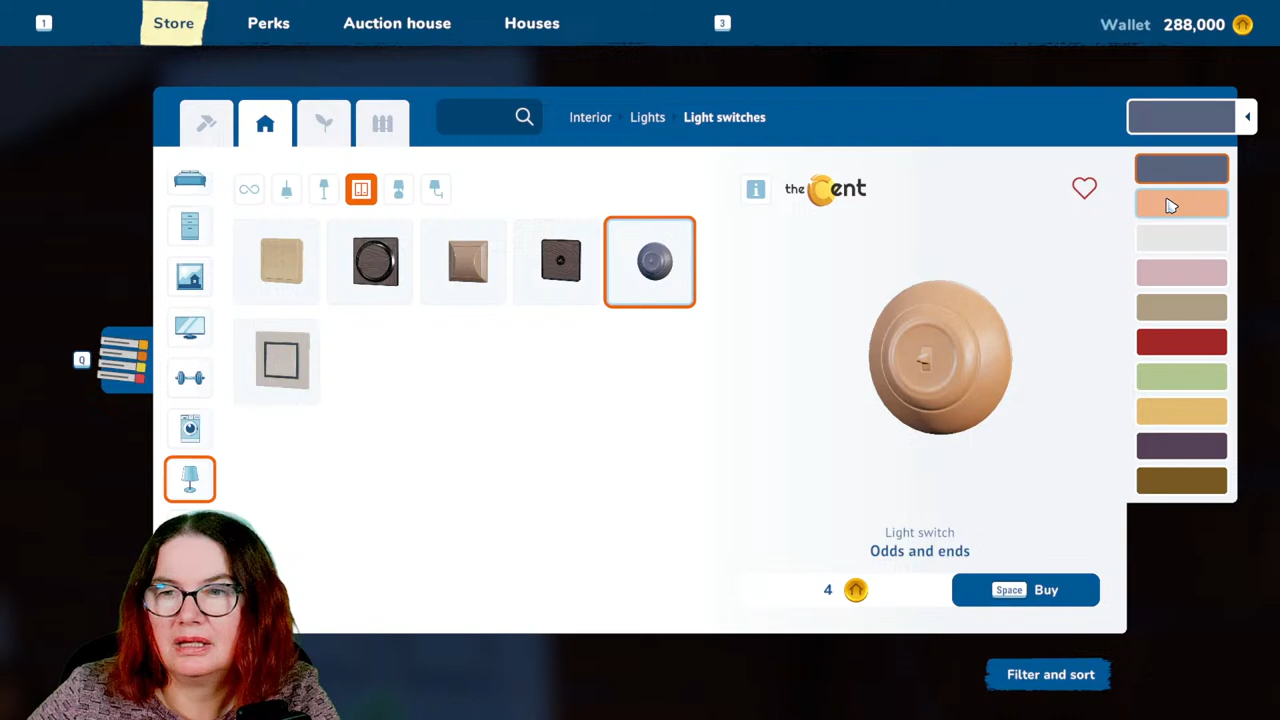 1 Store Perks Auction house Houses 3 Wallet 288,000
Interior Lights Light switches
the Cent
Q
Light switch
Odds and ends
4 Space Buy
Filter and sort